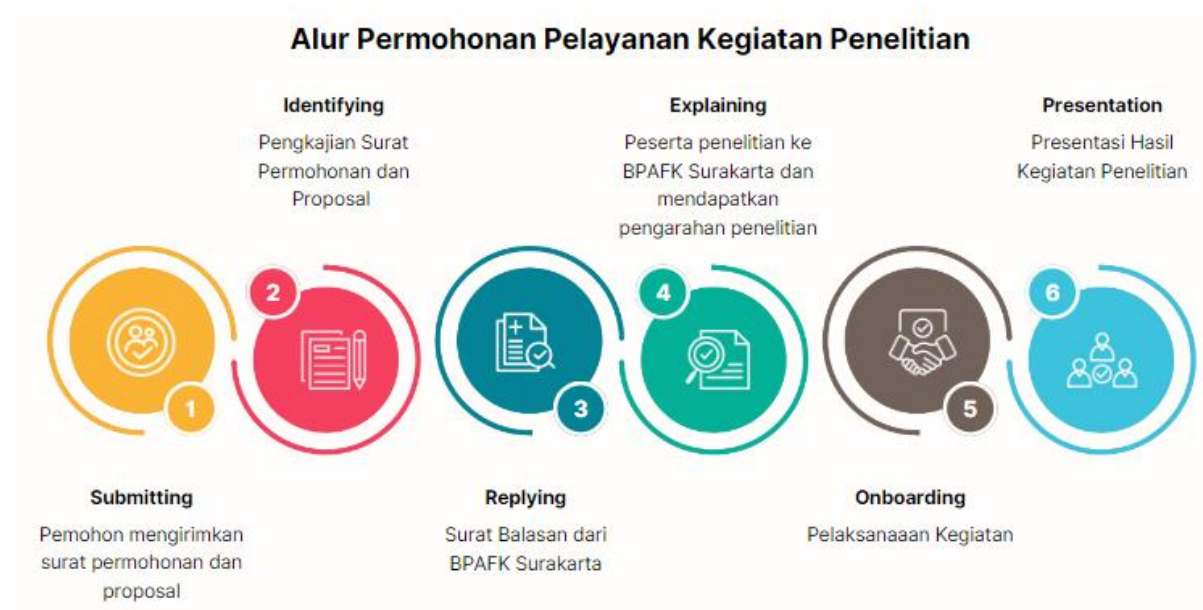 Alur Permohonan Pelayanan Kegiatan Penelitian
1
Submitting
Pemohon mengirimkan
surat permohonan dan
proposal
Identifying
Pengkajian Surat
Permohonan dan
Proposal
2
3
Replying
Surat Balasan dari
BPAFK Surakarta
Explaining
Peserta penelitian ke
BPAFK Surakarta dan
mendapatkan
pengarahan penelitian
4
5
Onboarding
Pelaksanaaan Kegiatan
Presentation
Presentasi Hasil
Kegiatan Penelitian
6